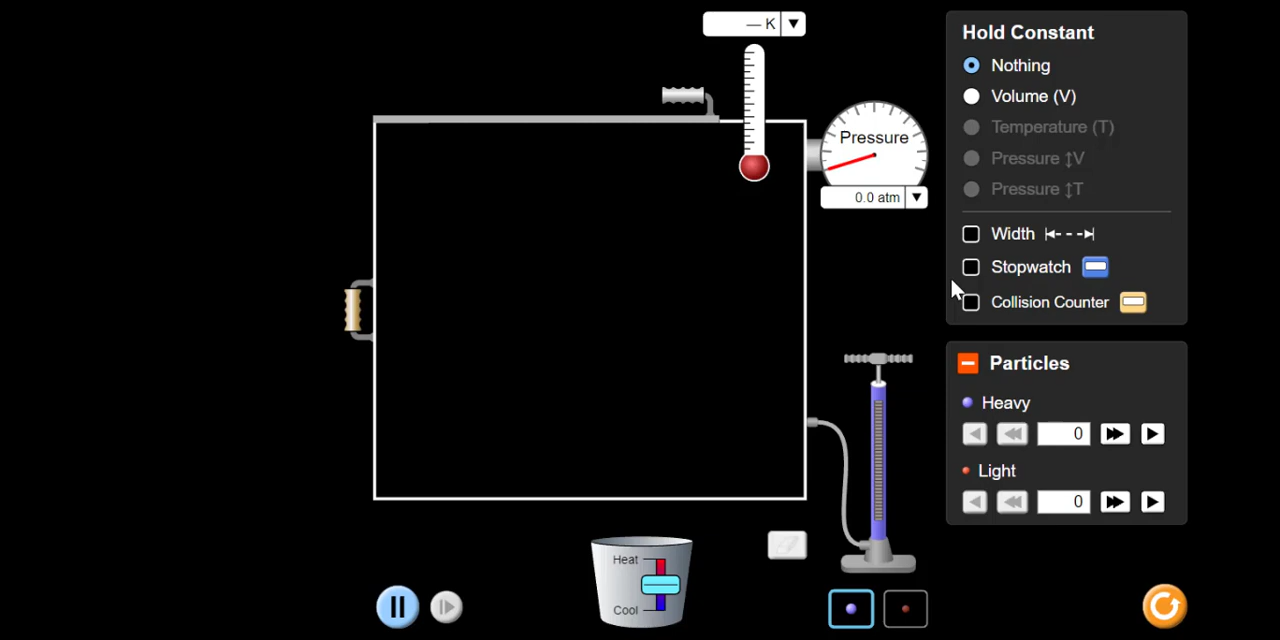 — K
Pressure
0.0 atm
Heat
Cool
Hold Constant
Nothing
Volume (V)
Temperature (T)
Pressure ↕V
Pressure ↕T
Width
Stopwatch
Collision Counter
Particles
Heavy
0
Light
0